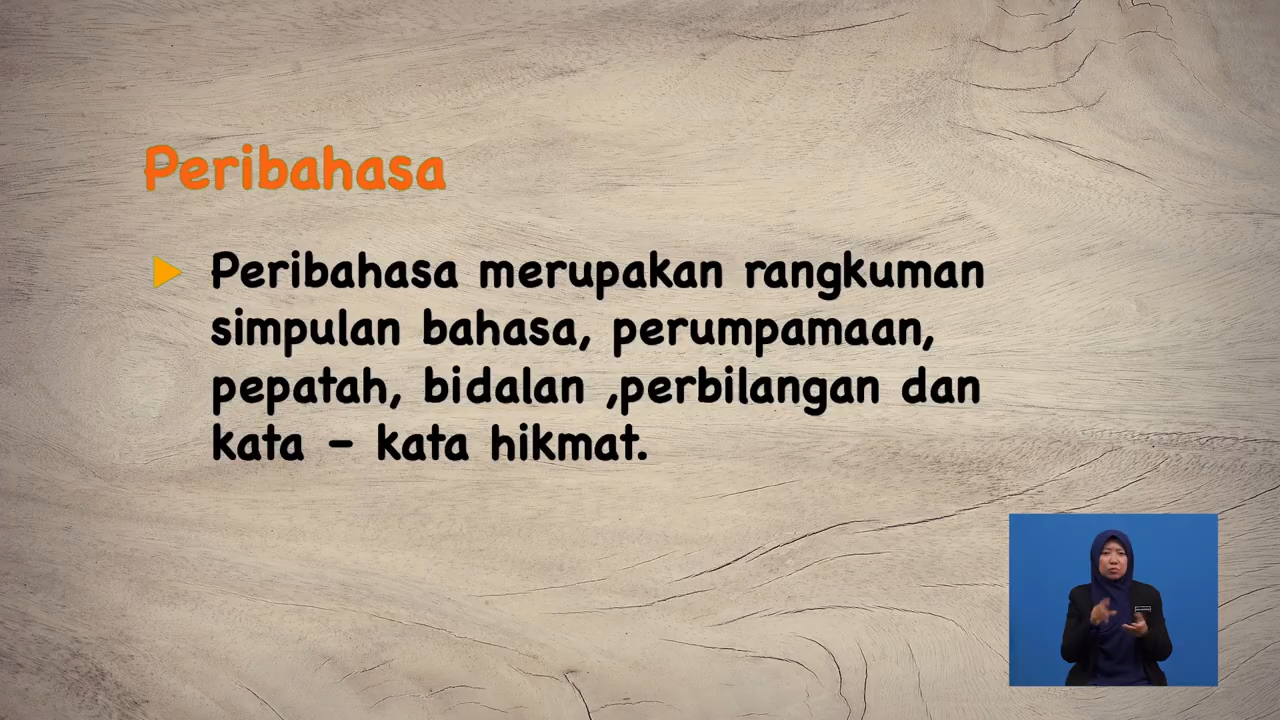 Peribahasa
Peribahasa merupakan rangkuman
simpulan bahasa, perumpamaan,
pepatah, bidalan ,perbilangan dan
kata – kata hikmat.